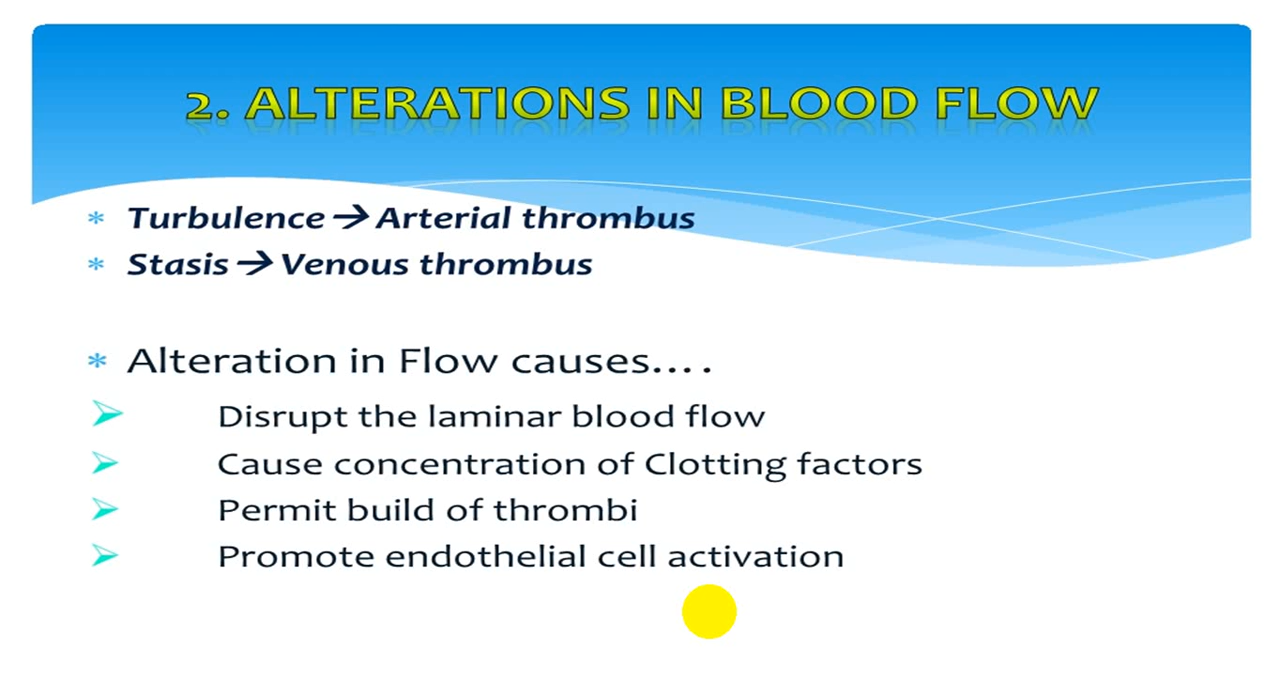 2. ALTERATIONS IN BLOOD FLOW
* Turbulence → Arterial thrombus
* Stasis → Venous thrombus
* Alteration in Flow causes….
➢ Disrupt the laminar blood flow
➢ Cause concentration of Clotting factors
➢ Permit build of thrombi
➢ Promote endothelial cell activation